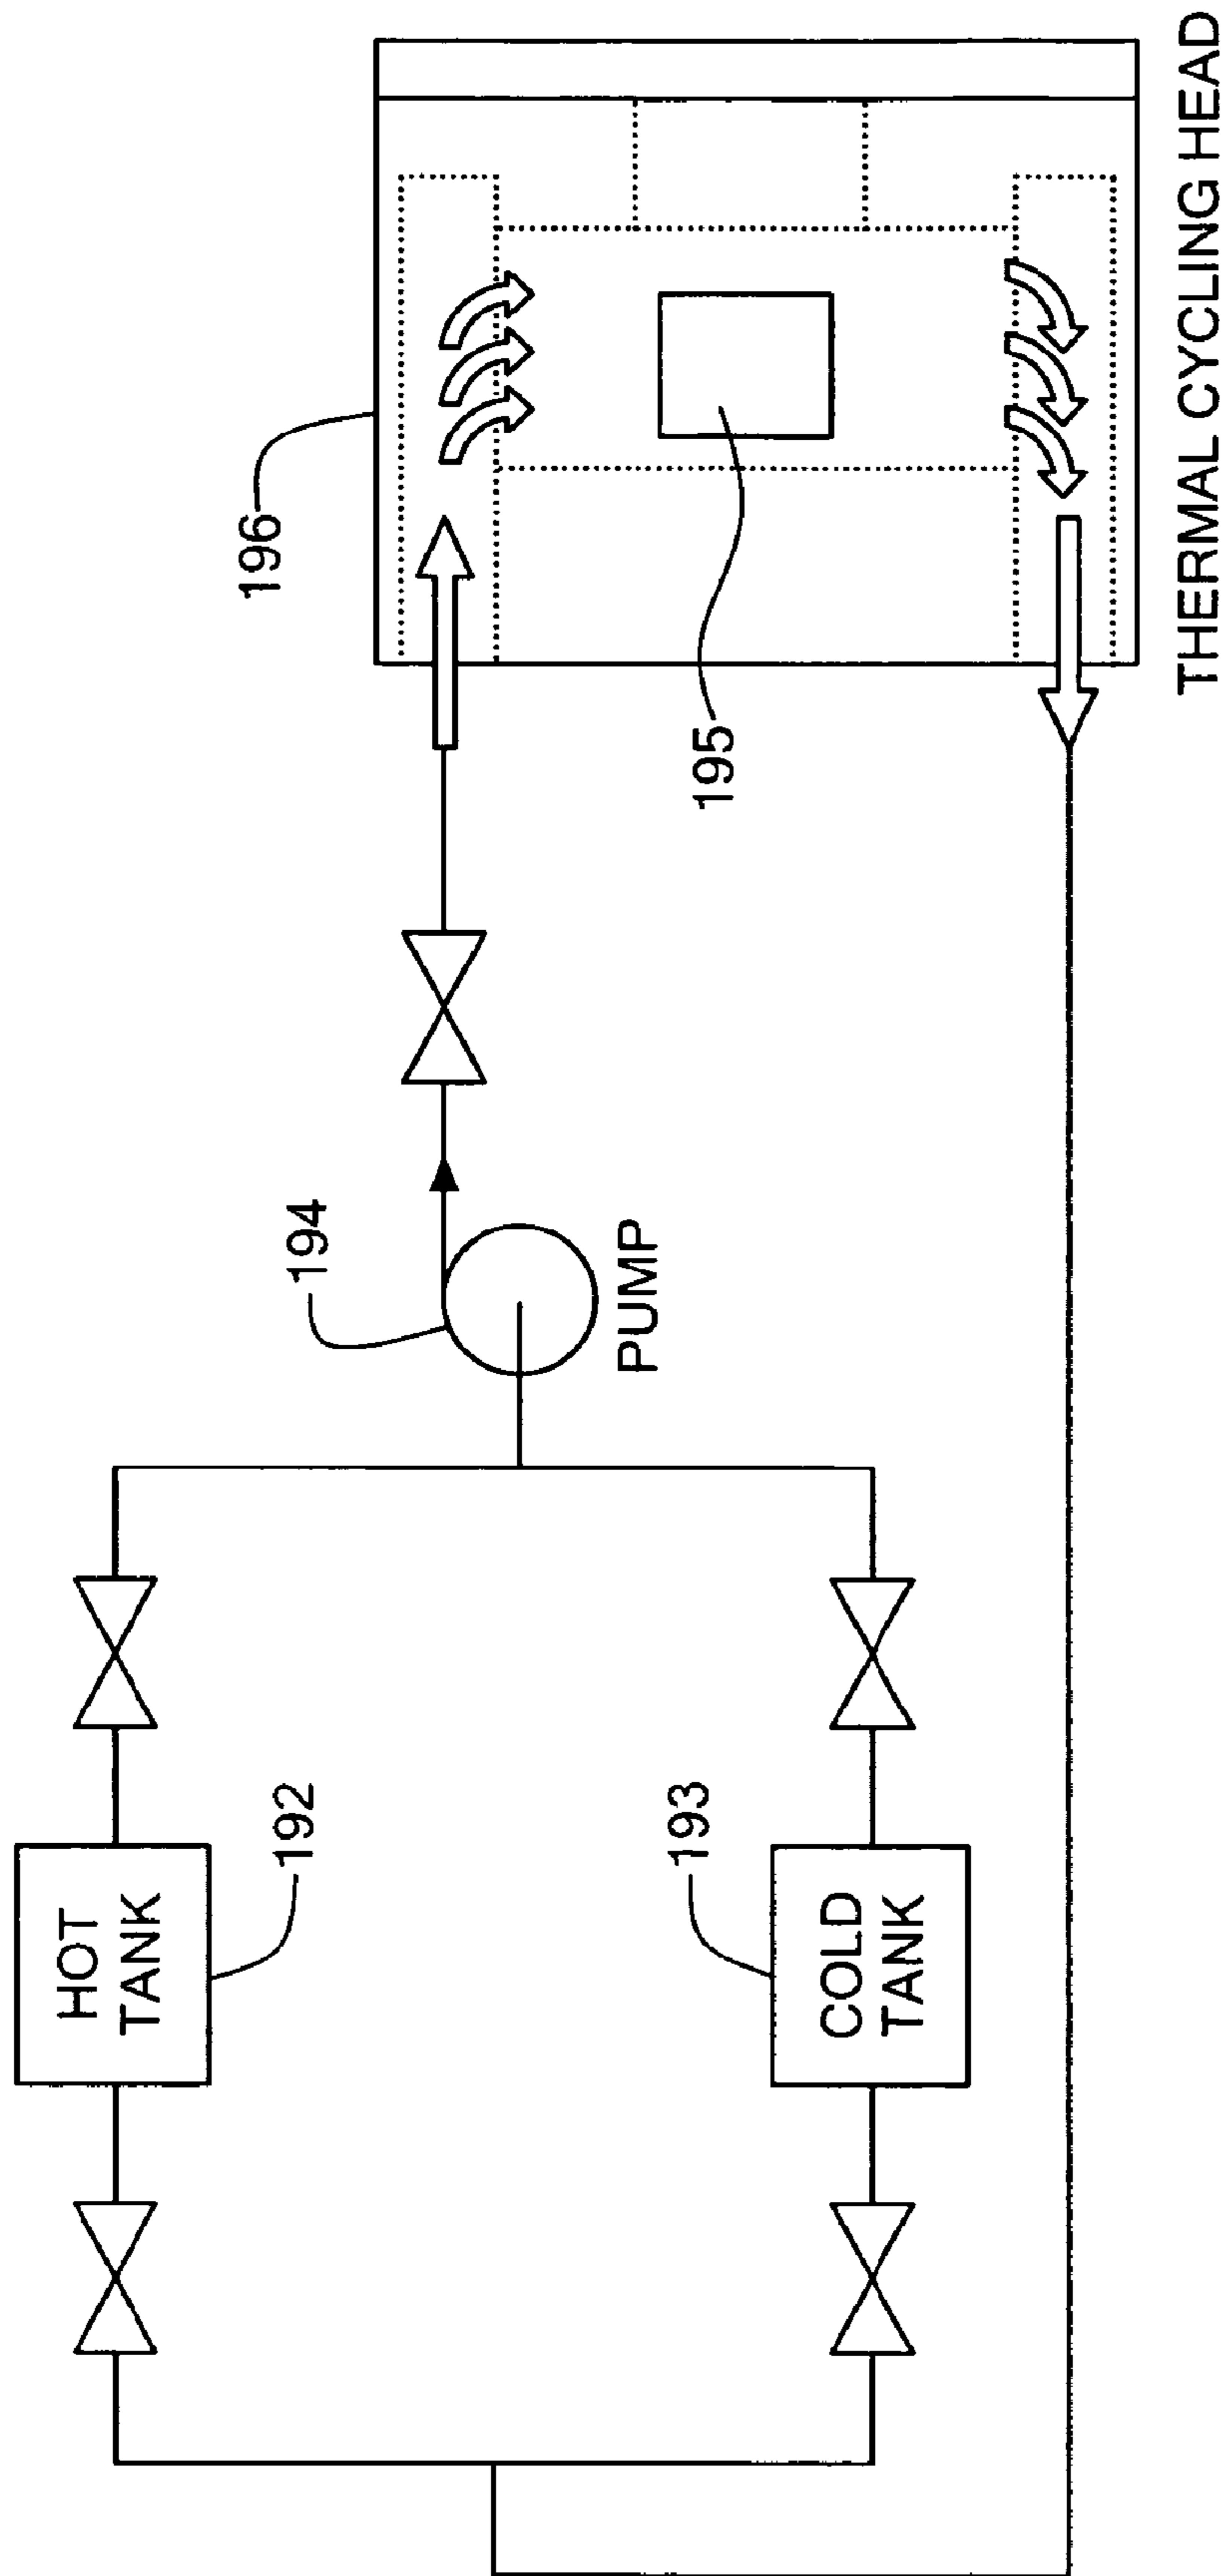 HOT
TANK
192
COLD
TANK
193
194
PUMP
196
195
THERMAL CYCLING HEAD